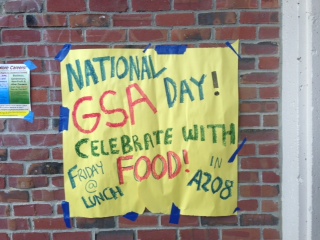 NATIONAL
GSA DAY!
CELEBRATE WITH
FRIDAY FOOD! IN
@ LUNCH A208